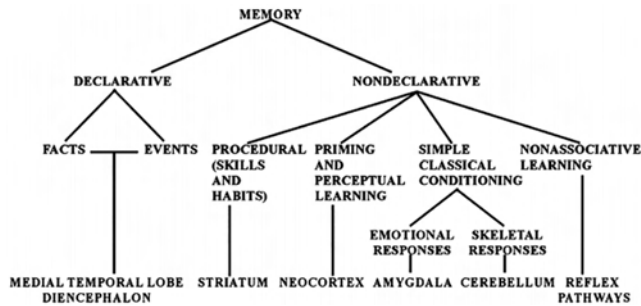 MEMORY
DECLARATIVE
NONDECLARATIVE
FACTS
EVENTS
PROCEDURAL
(SKILLS
AND
HABITS)
PRIMING
AND
PERCEPTUAL
LEARNING
SIMPLE
CLASSICAL
CONDITIONING
NONASSOCIATIVE
LEARNING
EMOTIONAL
RESPONSES
SKELETAL
RESPONSES
MEDIAL TEMPORAL LOBE
DIENCEPHALON
STRIATUM
NEOCORTEX
AMYGDALA
CEREBELLUM
REFLEX
PATHWAYS